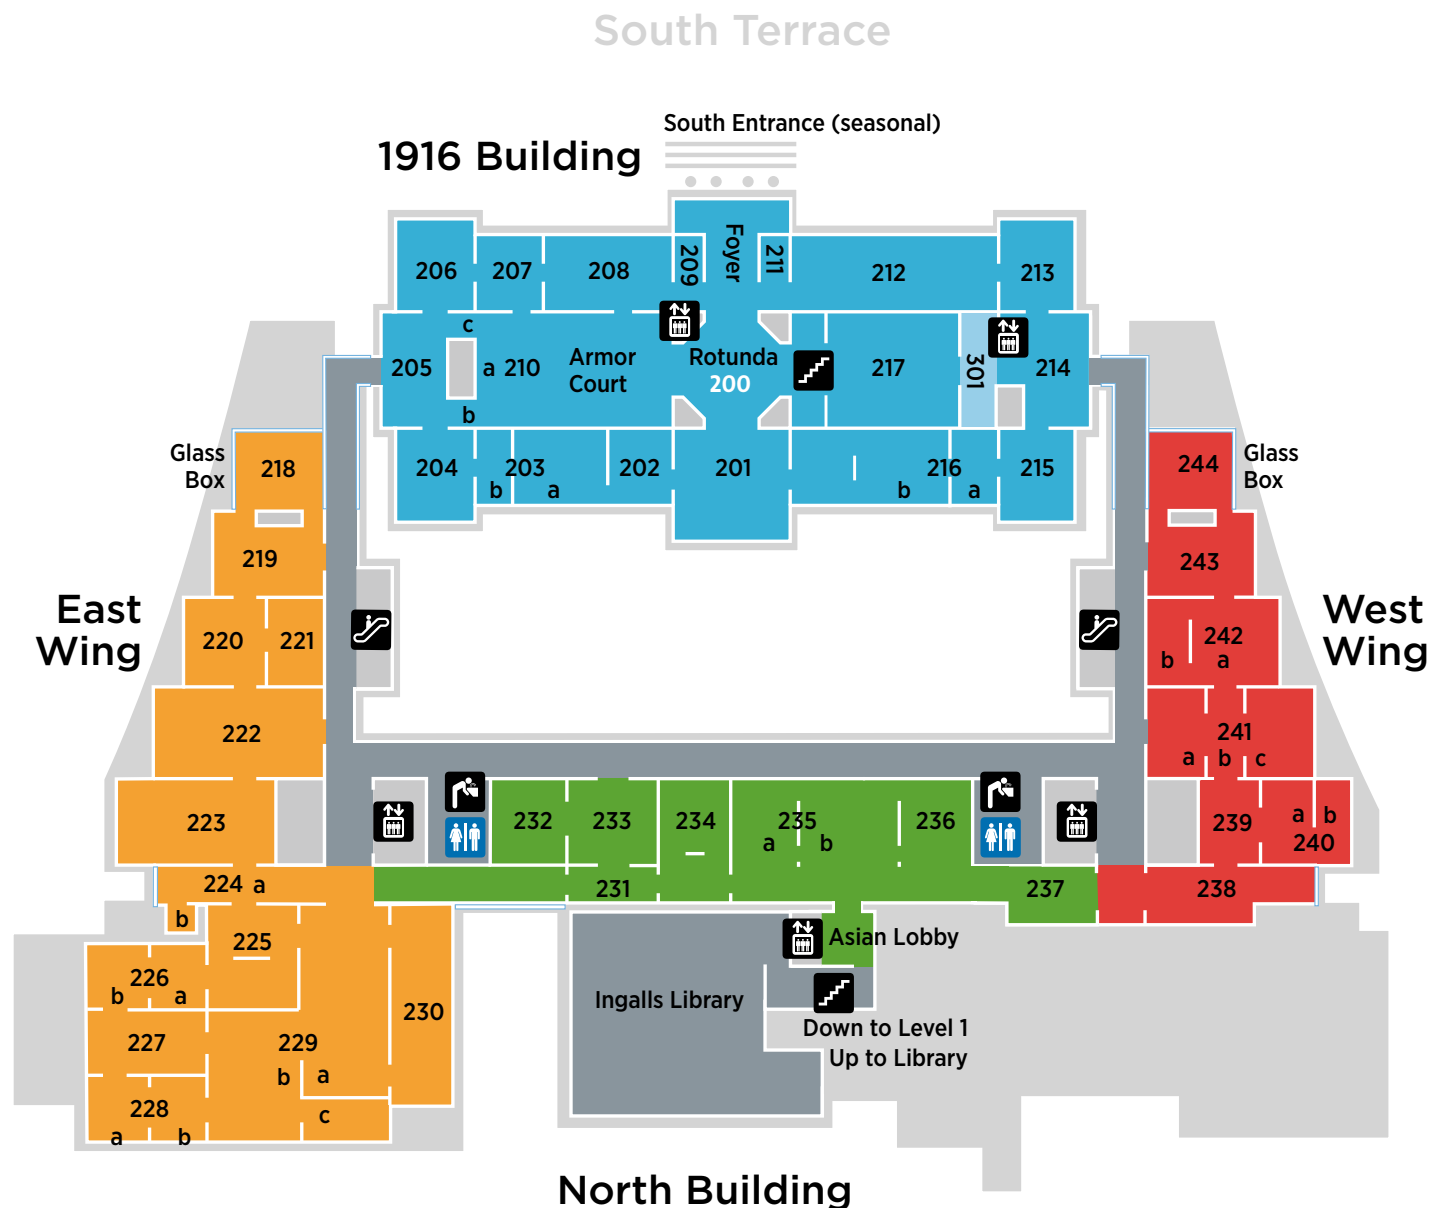 South Terrace
South Entrance (seasonal)
1916 Building
Foyer
206
207
208
209
211
212
213
c
205
a
210
Armor
Court
Rotunda
200
217
301
214
b
204
203
b
a
202
201
216
b
a
215
Glass
Box
218
244
Glass
Box
219
243
East
Wing
220
221
242
b
a
West
Wing
222
241
a
b
c
223
232
233
234
235
a
b
236
239
a
b
240
224
a
b
231
237
238
225
Asian Lobby
226
b
a
227
229
b
a
c
230
228
a
b
Ingalls Library
Down to Level 1
Up to Library
North Building